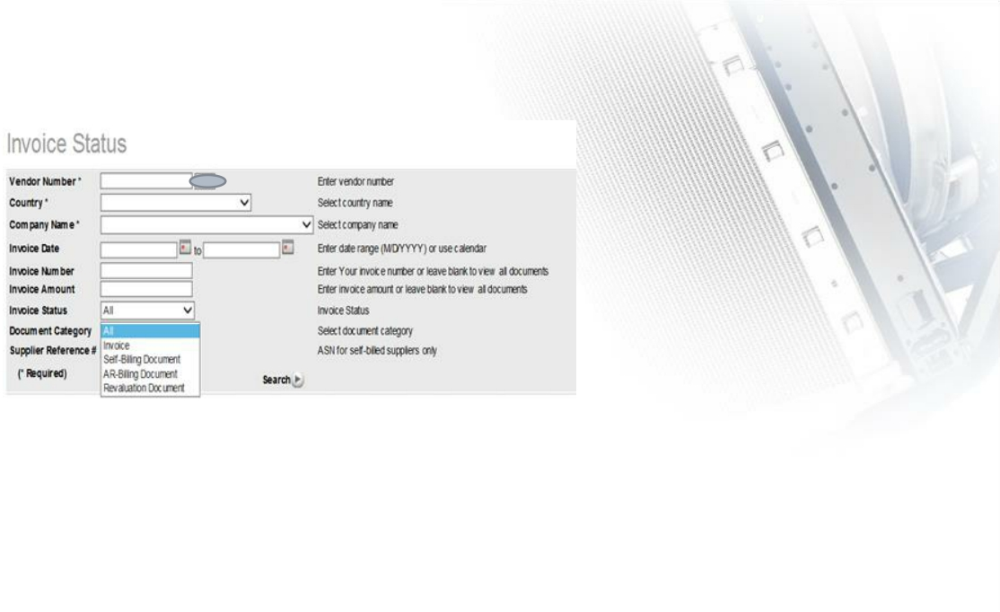 Invoice Status
Vendor Number * Enter vendor number
Country * Select country name
Company Name * Select company name
Invoice Date to Enter date range (M/D/YYYY) or use calendar
Invoice Number Enter Your invoice number or leave blank to view all documents
Invoice Amount Enter invoice amount or leave blank to view all documents
Invoice Status All Invoice Status
Document Category All Select document category
Supplier Reference # Invoice ASN for self-billed suppliers only
Self-Billing Document
(* Required) AR-Billing Document Search
Revaluation Document